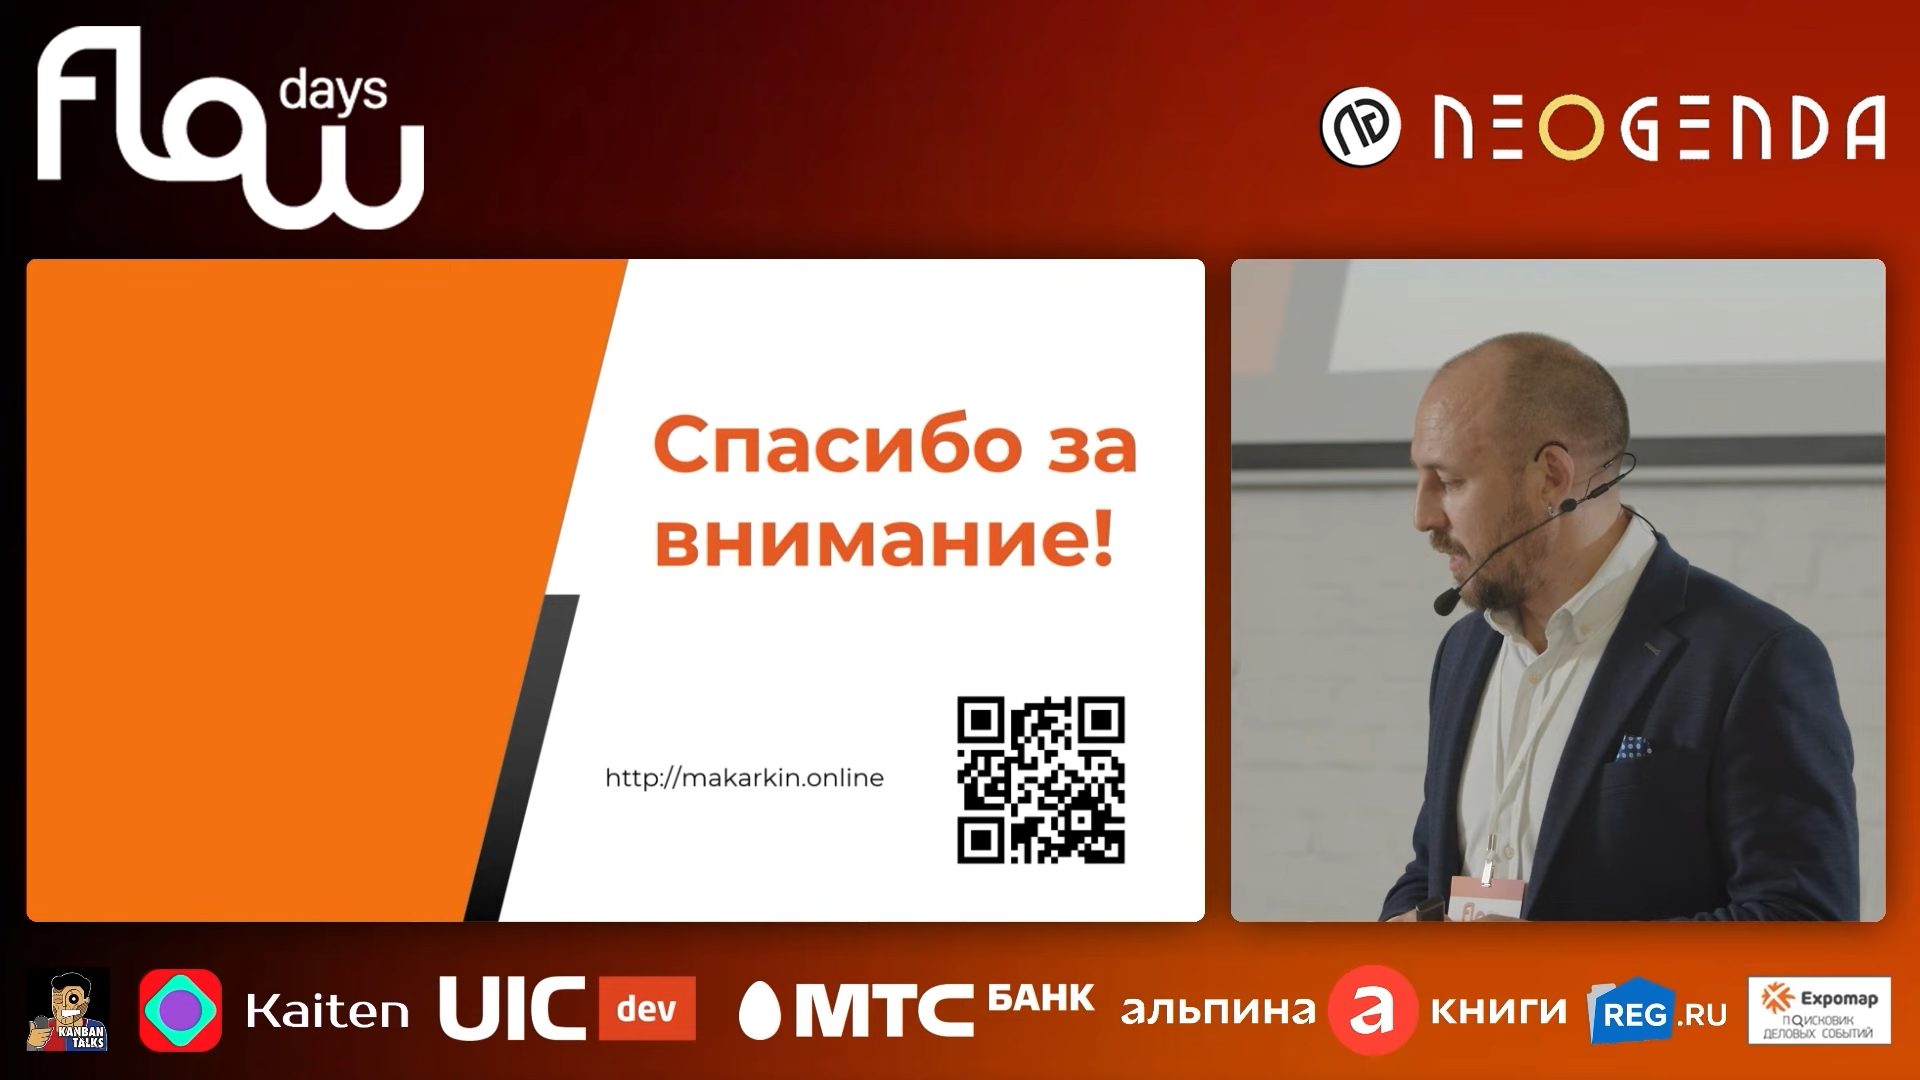 flow days
NEOGENDA
Спасибо за
внимание!
http://makarkin.online
KANBAN
TALKS
Kaiten
UIC dev
МТС БАНК
альпина а книги
REG.RU
Expomap
ПОИСКОВИК
ДЕЛОВЫХ СОБЫТИЙ